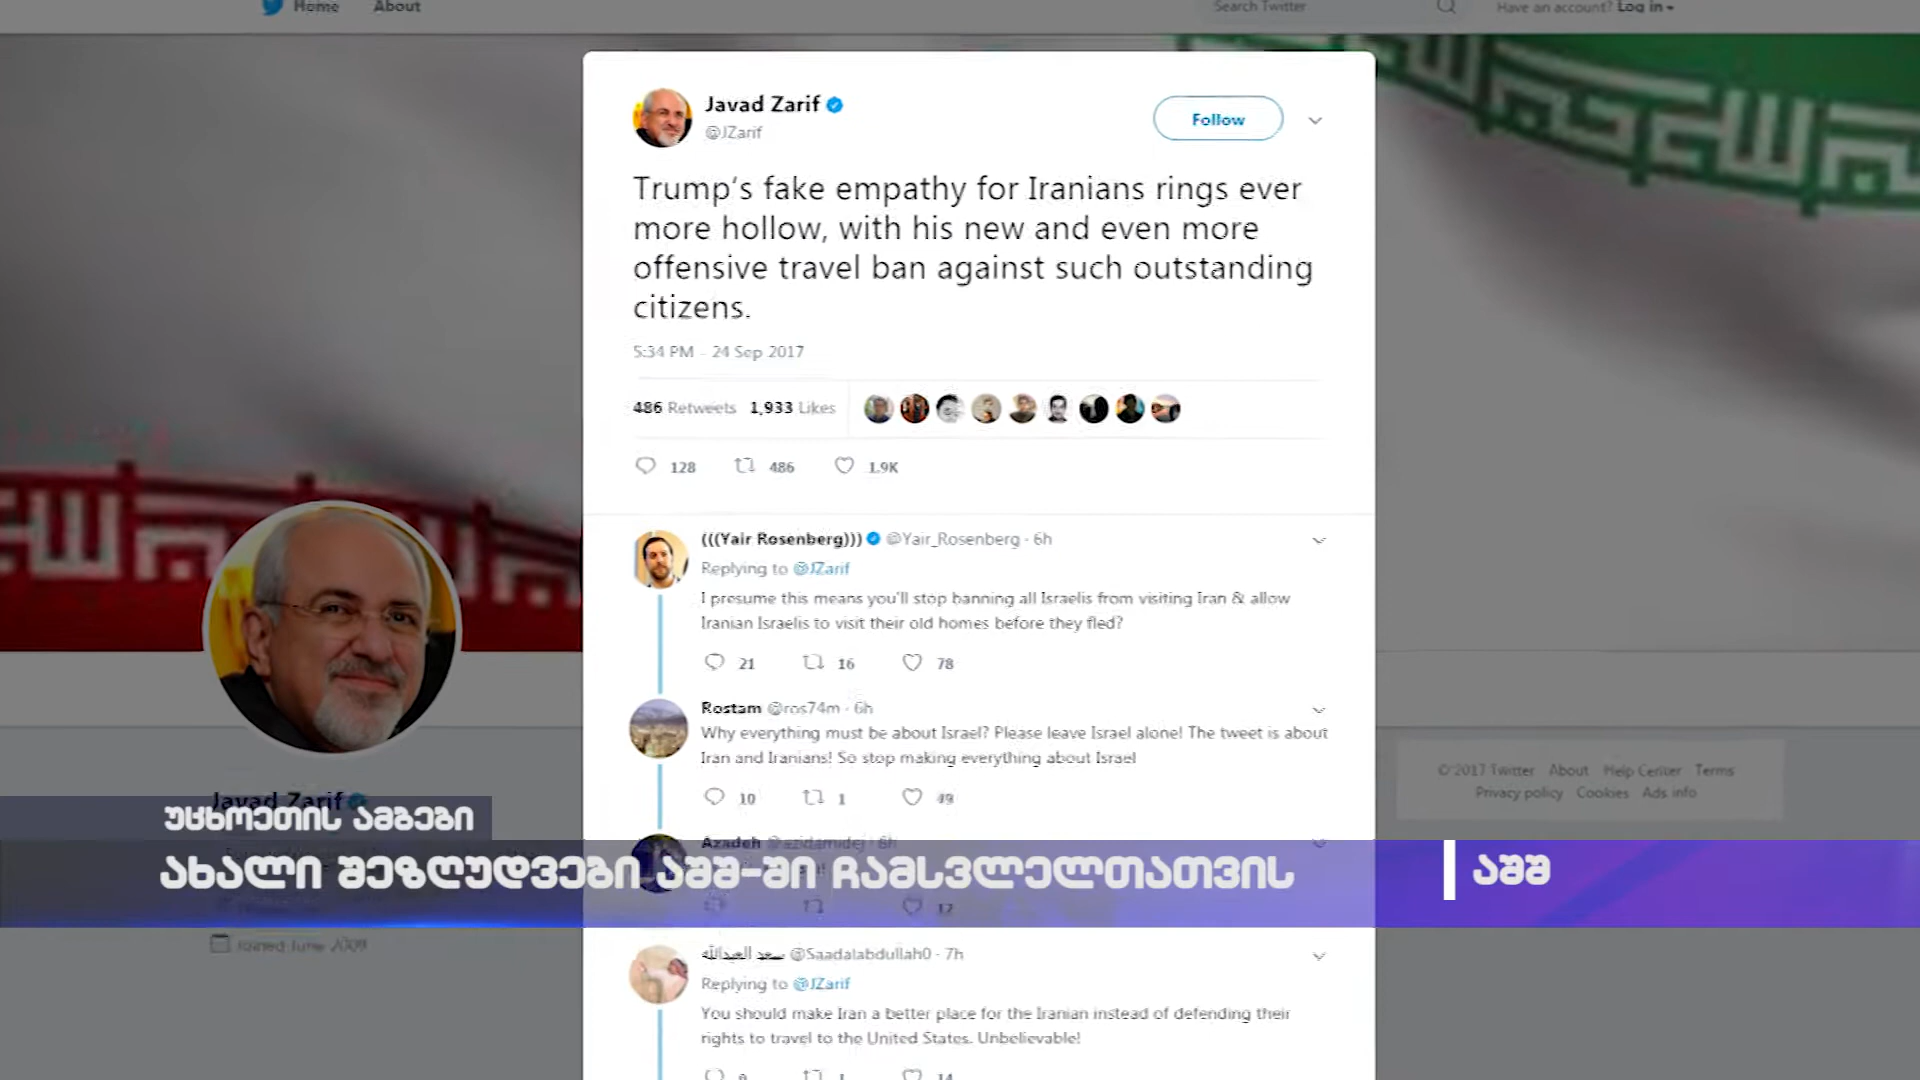 Home About Search Twitter Have an account? Log in
Javad Zarif
@JZarif
Follow
Trump's fake empathy for Iranians rings ever
more hollow, with his new and even more
offensive travel ban against such outstanding
citizens.
5:34 PM - 24 Sep 2017
486 Retweets 1,933 Likes
128 486 1.9K
(((Yair Rosenberg))) @Yair_Rosenberg · 6h
Replying to @JZarif
I presume this means you'll stop banning all Israelis from visiting Iran & allow
Iranian Israelis to visit their old homes before they fled?
21 16 78
Rostam @ros74m · 6h
Why everything must be about Israel? Please leave Israel alone! The tweet is about
Iran and Iranians! So stop making everything about Israel
10 1 49
Azadeh @azidamidej · 6h
12
سعد العبدالله @Saadalabdullah0 · 7h
Replying to @JZarif
You should make Iran a better place for the Iranian instead of defending their
rights to travel to the United States. Unbelievable!
14
Javad Zarif
Joined June 2009
© 2017 Twitter About Help Center Terms
Privacy policy Cookies Ads info
უცხოეთის ამბები
ახალი შეზღუდვები აშშ-ში ჩამსვლელთათვის
აშშ